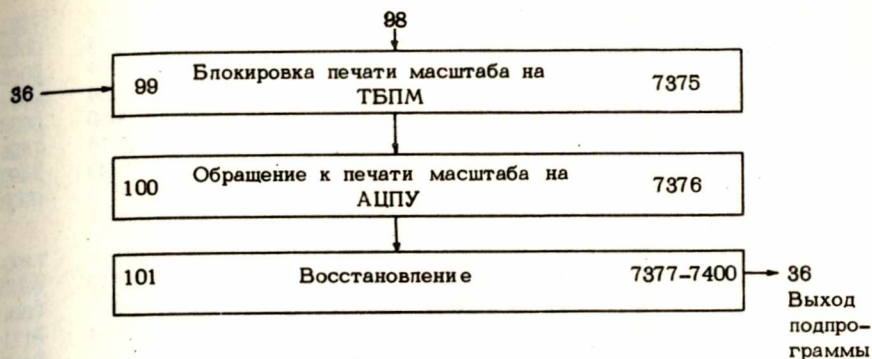 98
36
99 Блокировка печати масштаба на 7375
ТБПМ
100 Обращение к печати масштаба на 7376
АЦПУ
101 Восстановление 7377-7400
36
Выход
подпро-
граммы